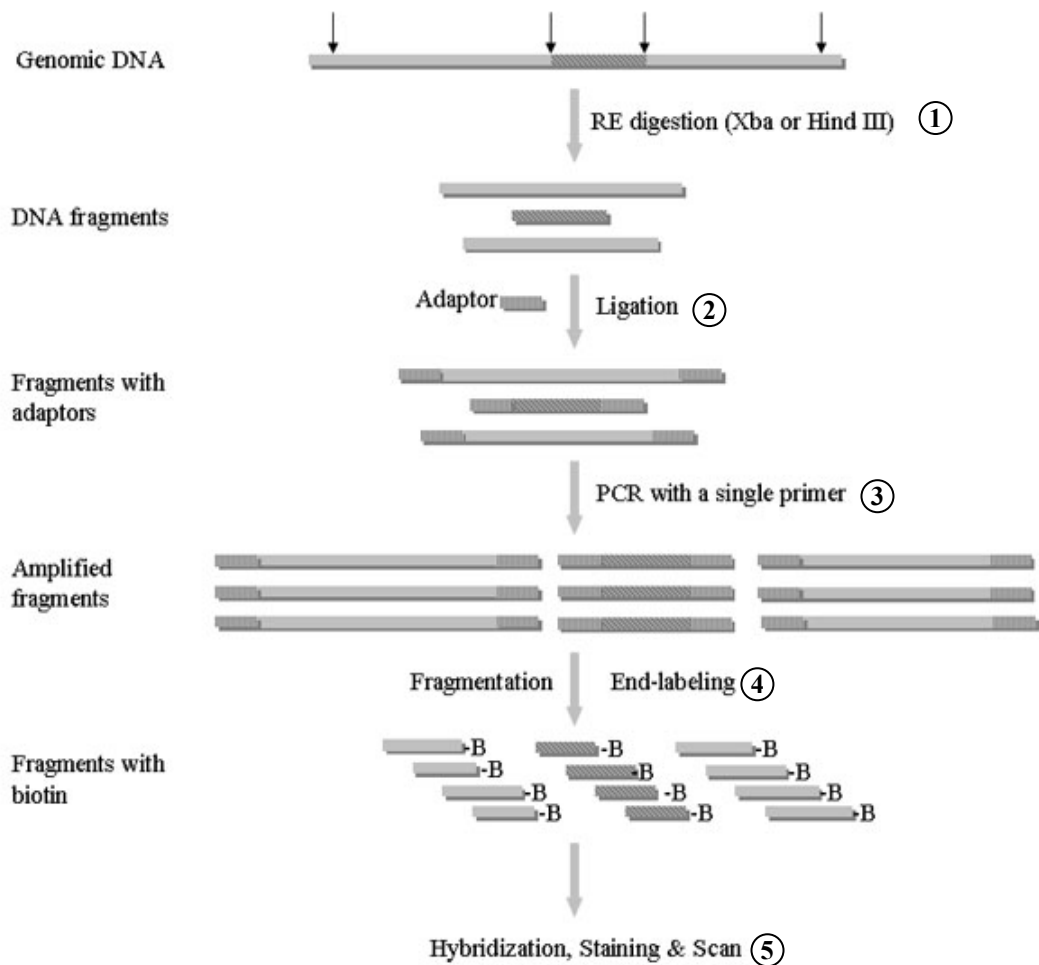 Genomic DNA
RE digestion (Xba or Hind III) 1
DNA fragments
Adaptor
Ligation 2
Fragments with
adaptors
PCR with a single primer 3
Amplified
fragments
Fragmentation
End-labeling 4
-B -B -B
-B -B -B
-B -B -B
-B -B -B
Fragments with
biotin
Hybridization, Staining & Scan 5